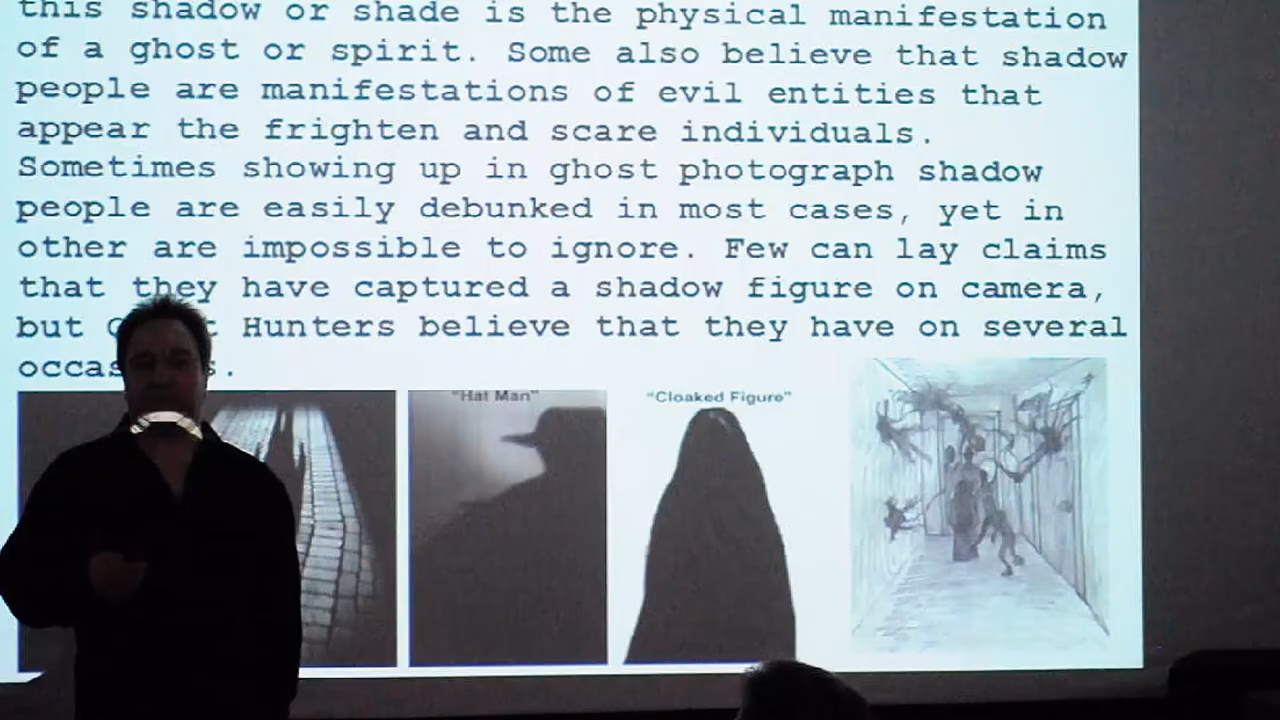 this shadow or shade is the physical manifestation
of a ghost or spirit. Some also believe that shadow
people are manifestations of evil entities that
appear the frighten and scare individuals.
Sometimes showing up in ghost photograph shadow
people are easily debunked in most cases, yet in
other are impossible to ignore. Few can lay claims
that they have captured a shadow figure on camera,
but Hunters believe that they have on several
"Hat Man"
"Cloaked Figure"